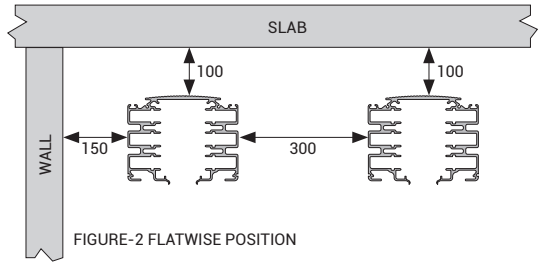 SLAB
100
100
WALL
150
300
FIGURE-2 FLATWISE POSITION